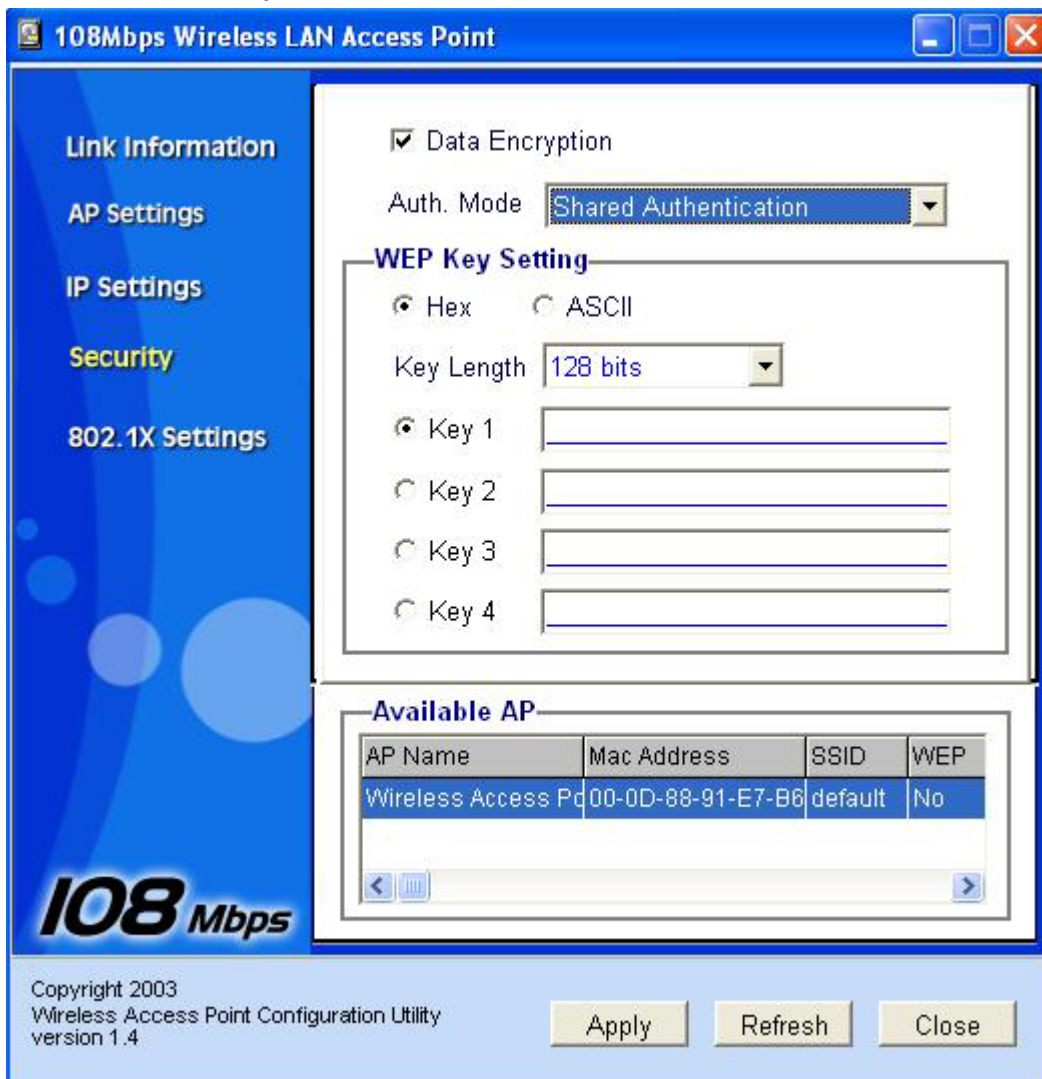 108Mbps Wireless LAN Access Point
Link Information
AP Settings
IP Settings
Security
802.1X Settings
Data Encryption
Auth. Mode Shared Authentication
WEP Key Setting
Hex ASCII
Key Length 128 bits
Key 1
Key 2
Key 3
Key 4
Available AP
AP Name Mac Address SSID WEP
Wireless Access Po 00-0D-88-91-E7-B6 default No
108 Mbps
Copyright 2003
Wireless Access Point Configuration Utility
version 1.4
Apply Refresh Close